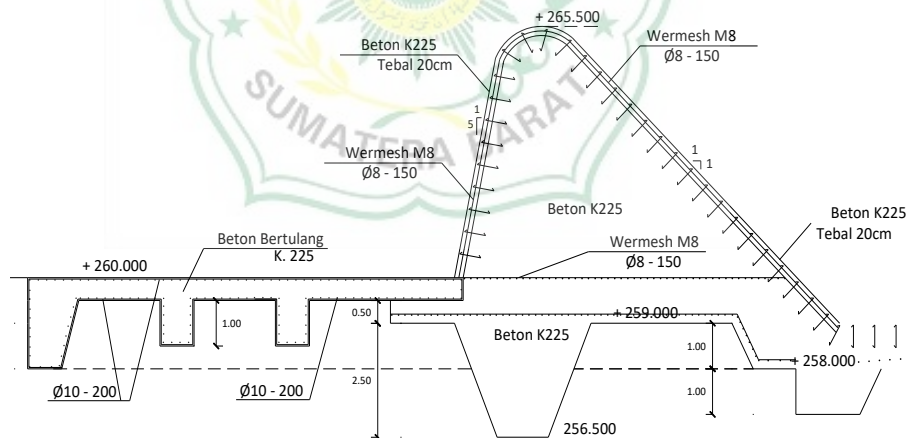 + 265.500
Beton K225
Tebal 20cm
Wermesh M8
Ø8 - 150
1
5
SUMATERA BARAT
Wermesh M8
Ø8 - 150
1
1
Beton K225
Beton K225
Tebal 20cm
Beton Bertulang
K. 225
Wermesh M8
Ø8 - 150
+ 260.000
1.00
0.50
+ 259.000
Beton K225
1.00
+ 258.000
Ø10 - 200
Ø10 - 200
2.50
1.00
256.500